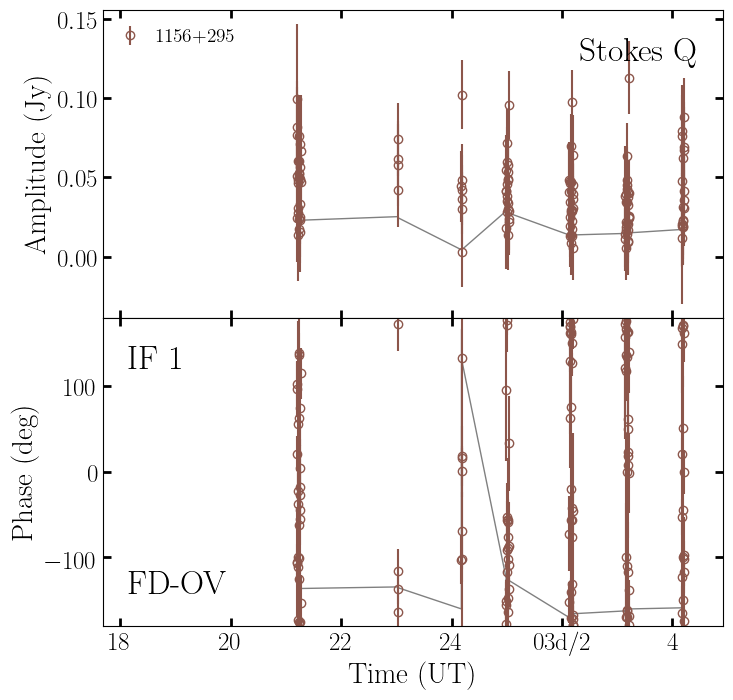 0.15
1156+295
Stokes Q
0.10
0.05
0.00
Amplitude (Jy)
IF 1
100
0
−100
Phase (deg)
FD-OV
18 20 22 24 03d/2 4
Time (UT)